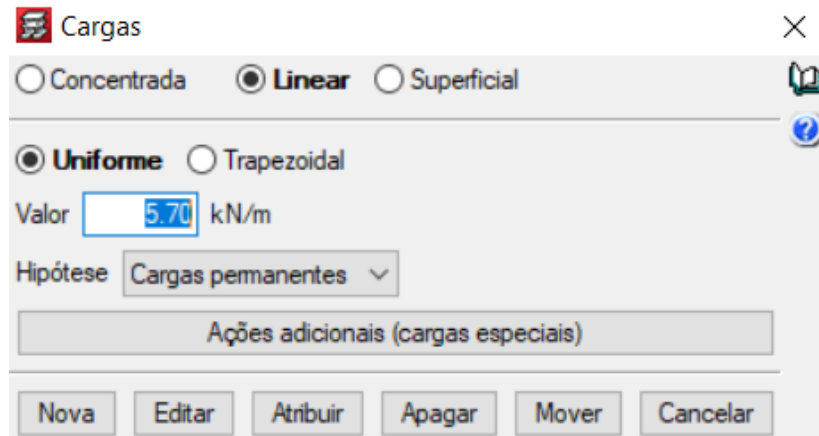 Cargas
Concentrada Linear Superficial
Uniforme Trapezoidal
Valor 5.70 kN/m
Hipótese Cargas permanentes
Ações adicionais (cargas especiais)
Nova Editar Atribuir Apagar Mover Cancelar